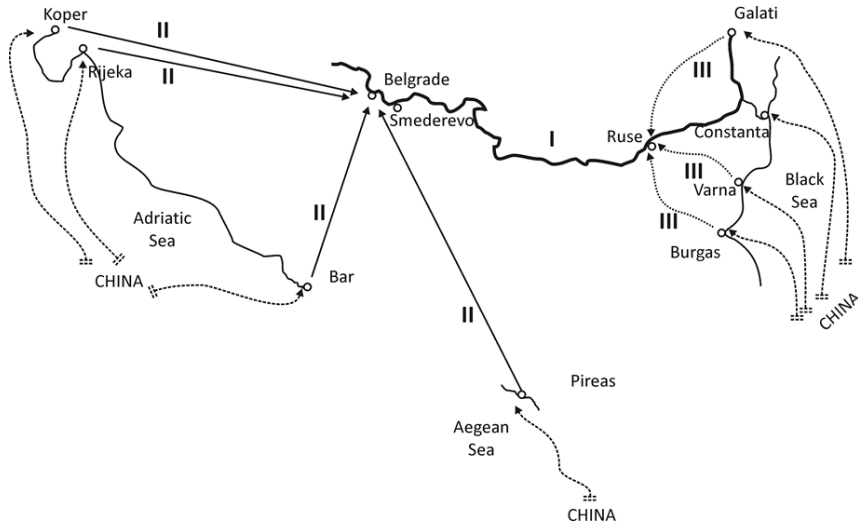 Koper
II
Rijeka
II
Belgrade
Smederevo
Galati
III
I
Ruse
Constanta
III
Varna
Black
Sea
III
Burgas
Adriatic
Sea
II
CHINA
Bar
CHINA
II
Pireas
Aegean
Sea
CHINA